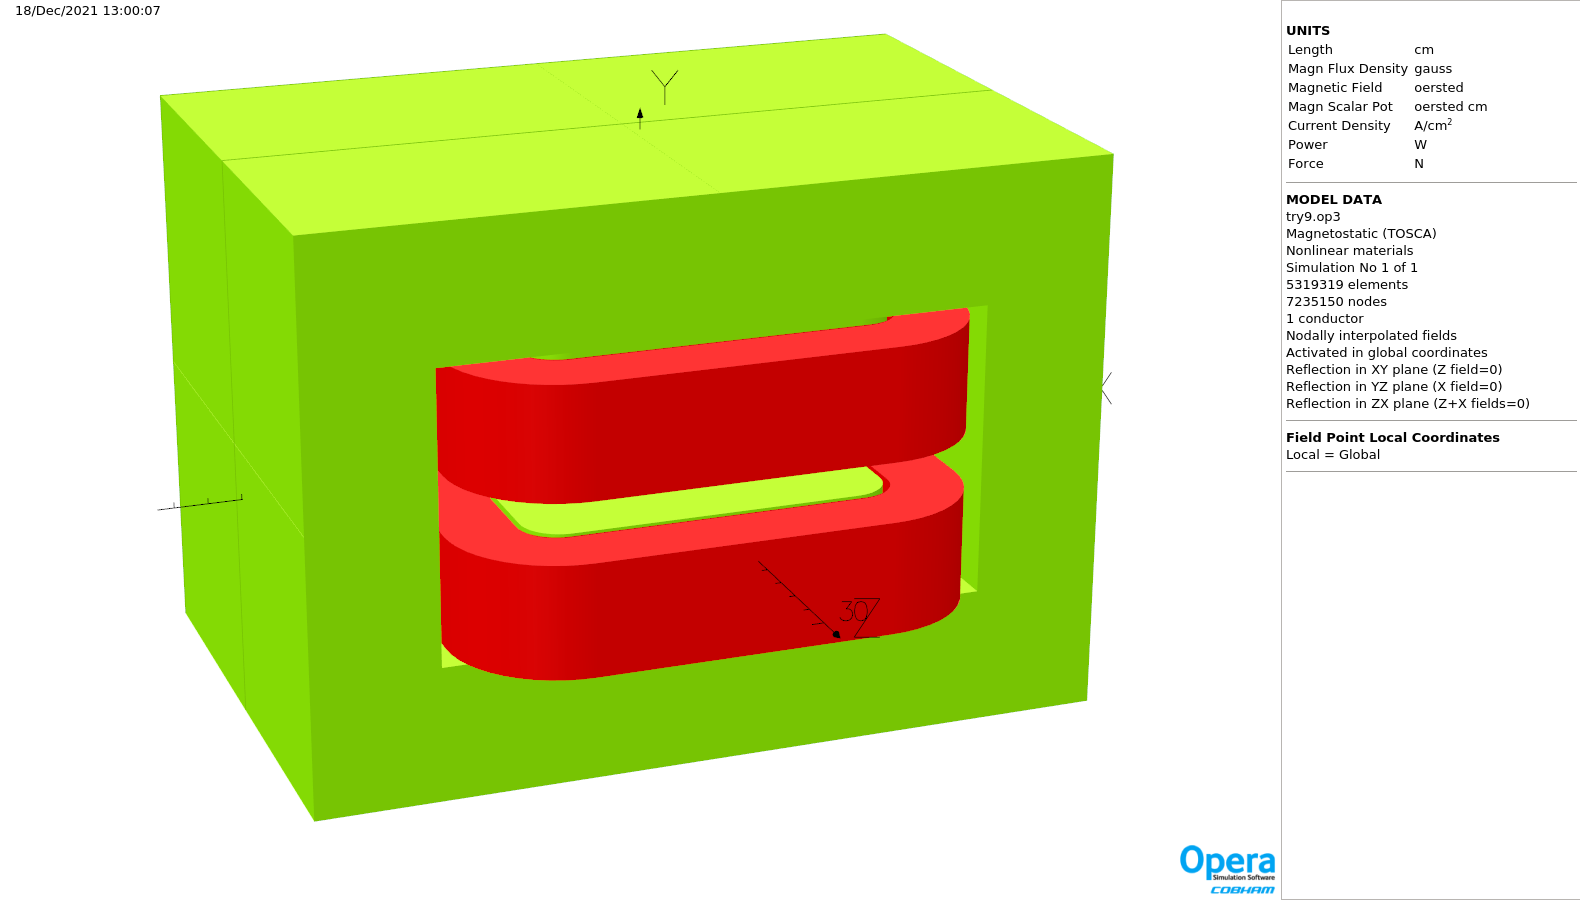 18/Dec/2021 13:00:07
Y
X
30
Z
UNITS
Length cm
Magn Flux Density gauss
Magnetic Field oersted
Magn Scalar Pot oersted cm
Current Density A/cm²
Power W
Force N
MODEL DATA
try9.op3
Magnetostatic (TOSCA)
Nonlinear materials
Simulation No 1 of 1
5319319 elements
7235150 nodes
1 conductor
Nodally interpolated fields
Activated in global coordinates
Reflection in XY plane (Z field=0)
Reflection in YZ plane (X field=0)
Reflection in ZX plane (Z+X fields=0)
Field Point Local Coordinates
Local = Global
Opera
Simulation Software
COBHAM